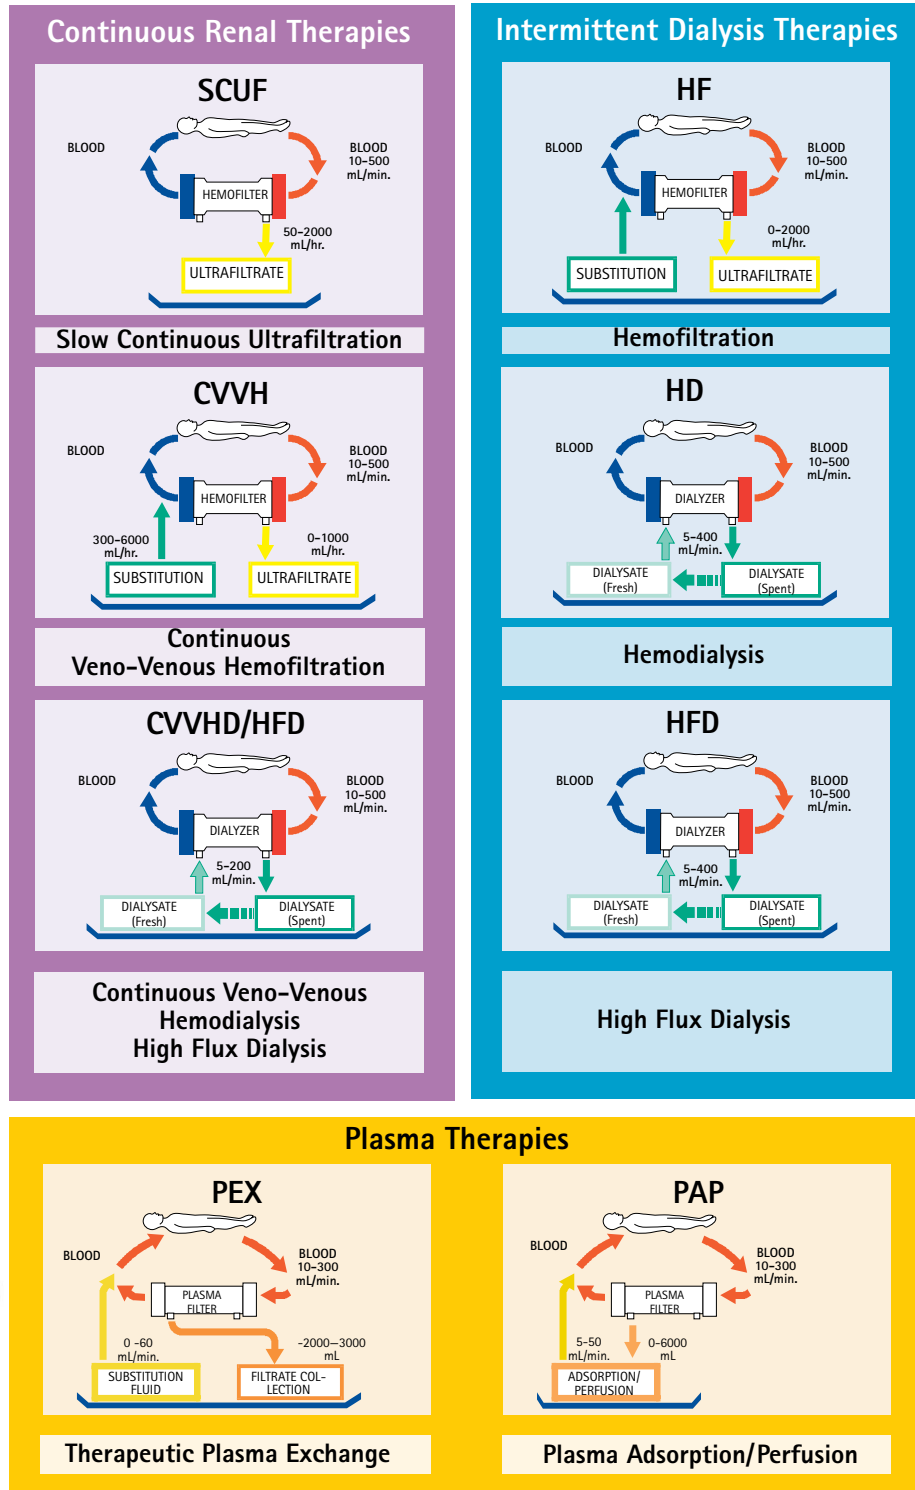 Continuous Renal Therapies
SCUF
BLOOD
BLOOD
10-500
mL/min.
HEMOFILTER
50-2000
mL/hr.
ULTRAFILTRATE
Slow Continuous Ultrafiltration
CVVH
BLOOD
BLOOD
10-500
mL/min.
HEMOFILTER
300-6000
mL/hr.
0-1000
mL/hr.
SUBSTITUTION
ULTRAFILTRATE
Continuous
Veno-Venous Hemofiltration
CVVHD/HFD
BLOOD
BLOOD
10-500
mL/min.
DIALYZER
5-200
mL/min.
DIALYSATE
(Fresh)
DIALYSATE
(Spent)
Continuous Veno-Venous
Hemodialysis
High Flux Dialysis
Intermittent Dialysis Therapies
HF
BLOOD
BLOOD
10-500
mL/min.
HEMOFILTER
0-2000
mL/hr.
SUBSTITUTION
ULTRAFILTRATE
Hemofiltration
HD
BLOOD
BLOOD
10-500
mL/min.
DIALYZER
5-400
mL/min.
DIALYSATE
(Fresh)
DIALYSATE
(Spent)
Hemodialysis
HFD
BLOOD
BLOOD
10-500
mL/min.
DIALYZER
5-400
mL/min.
DIALYSATE
(Fresh)
DIALYSATE
(Spent)
High Flux Dialysis
Plasma Therapies
PEX
BLOOD
BLOOD
10-300
mL/min.
PLASMA
FILTER
0 -60
mL/min.
-2000—3000
mL
SUBSTITUTION
FLUID
FILTRATE COL-
LECTION
Therapeutic Plasma Exchange
PAP
BLOOD
BLOOD
10-300
mL/min.
PLASMA
FILTER
5-50
mL/min.
0-6000
mL
ADSORPTION/
PERFUSION
Plasma Adsorption/Perfusion